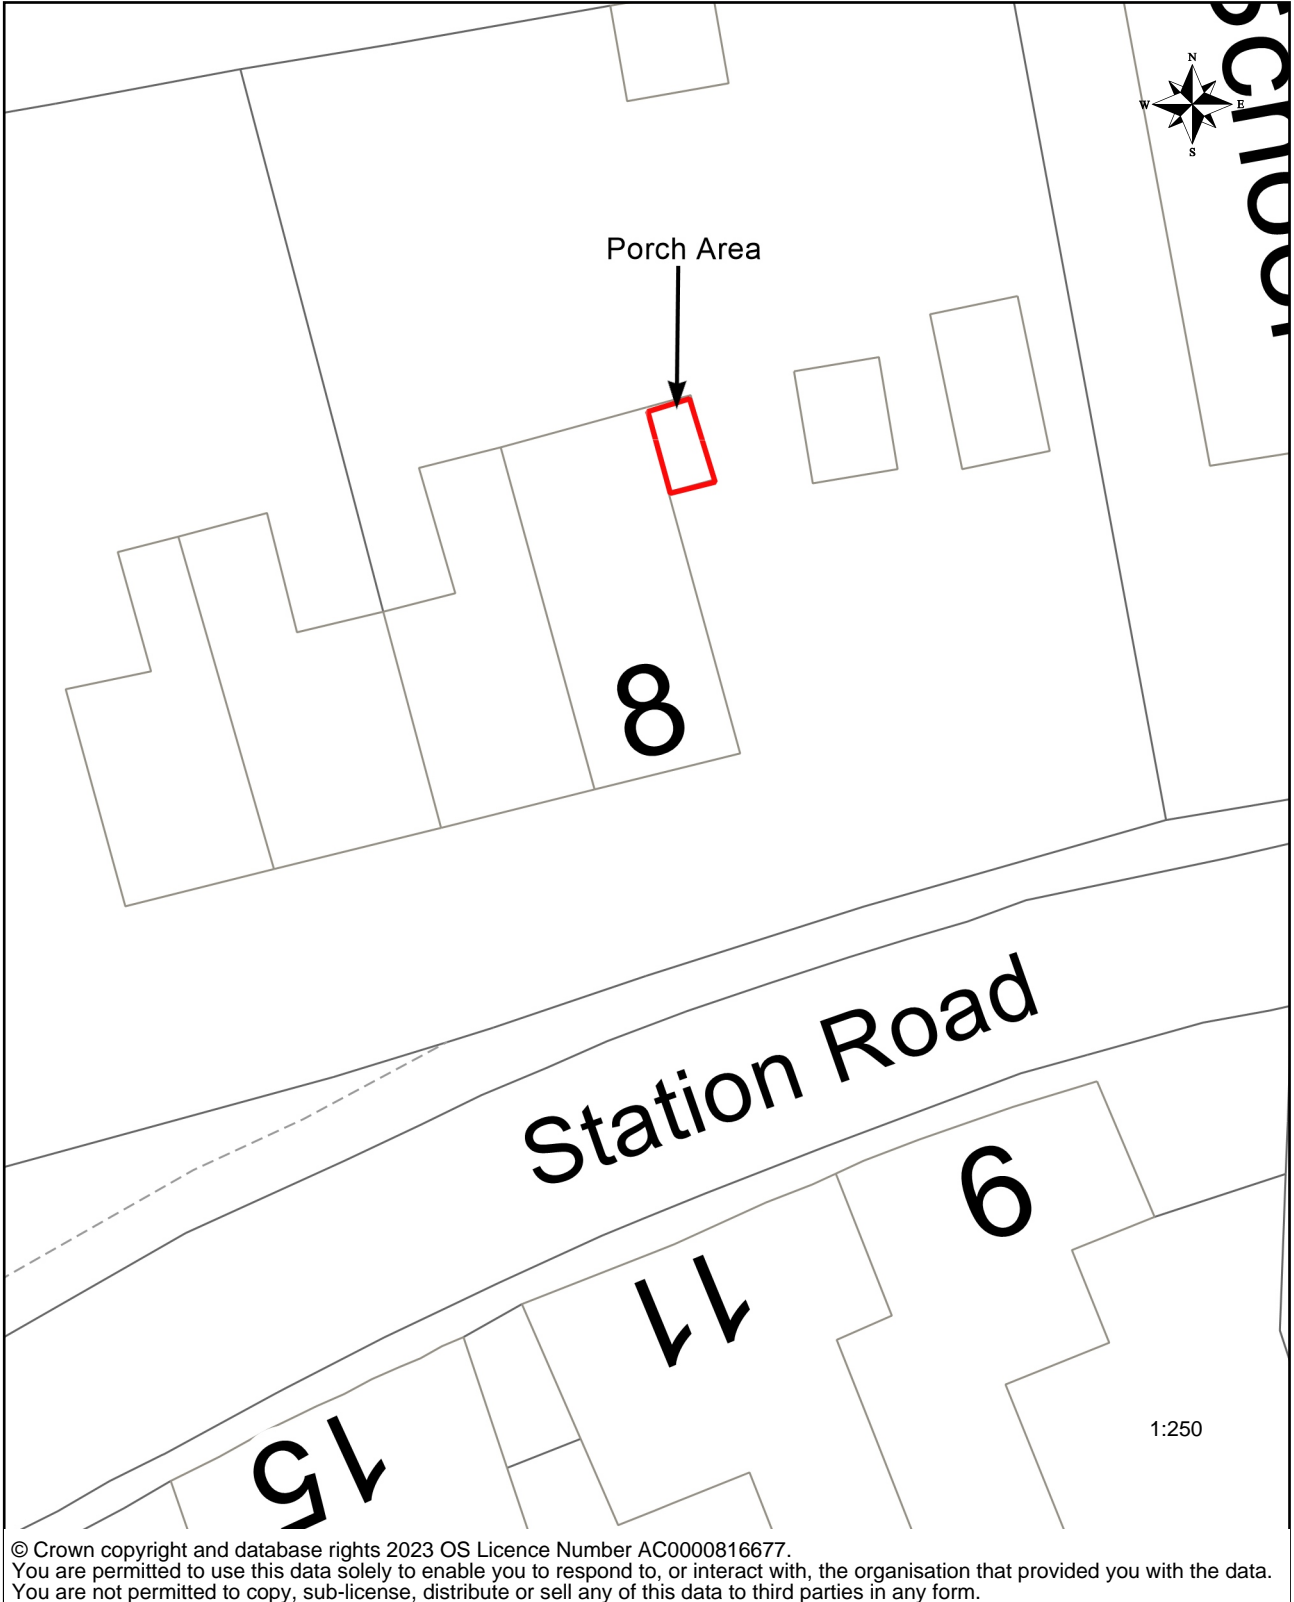 School
N
W E
S
Porch Area
8
Station Road
9
11
15
1:250
© Crown copyright and database rights 2023 OS Licence Number AC0000816677.
You are permitted to use this data solely to enable you to respond to, or interact with, the organisation that provided you with the data.
You are not permitted to copy, sub-license, distribute or sell any of this data to third parties in any form.